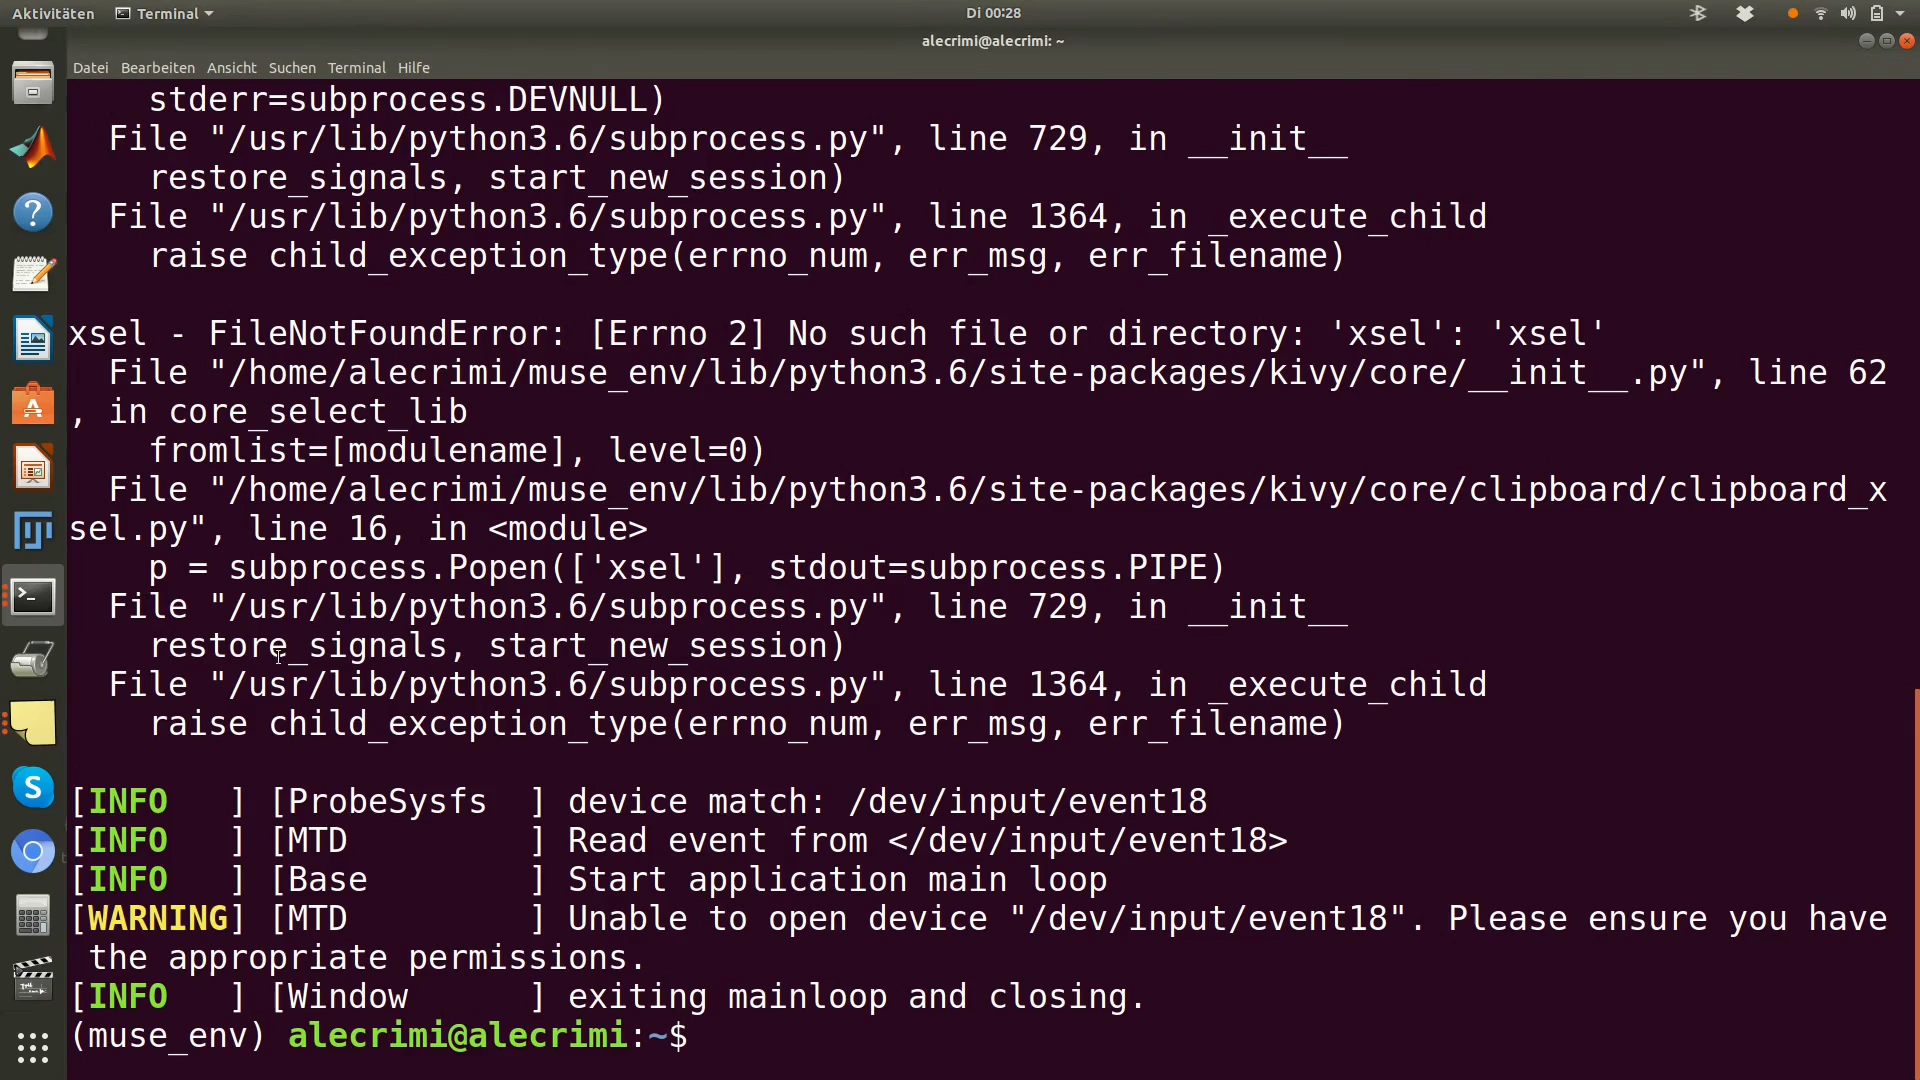 Aktivitäten Terminal Di 00:28
alecrimi@alecrimi: ~
Datei Bearbeiten Ansicht Suchen Terminal Hilfe
stderr=subprocess.DEVNULL)
File "/usr/lib/python3.6/subprocess.py", line 729, in __init__
restore_signals, start_new_session)
File "/usr/lib/python3.6/subprocess.py", line 1364, in _execute_child
raise child_exception_type(errno_num, err_msg, err_filename)
xsel - FileNotFoundError: [Errno 2] No such file or directory: 'xsel': 'xsel'
File "/home/alecrimi/muse_env/lib/python3.6/site-packages/kivy/core/__init__.py", line 62
, in core_select_lib
fromlist=[modulename], level=0)
File "/home/alecrimi/muse_env/lib/python3.6/site-packages/kivy/core/clipboard/clipboard_x
sel.py", line 16, in <module>
p = subprocess.Popen(['xsel'], stdout=subprocess.PIPE)
File "/usr/lib/python3.6/subprocess.py", line 729, in __init__
restore_signals, start_new_session)
File "/usr/lib/python3.6/subprocess.py", line 1364, in _execute_child
raise child_exception_type(errno_num, err_msg, err_filename)
[INFO   ] [ProbeSysfs  ] device match: /dev/input/event18
[INFO   ] [MTD         ] Read event from </dev/input/event18>
[INFO   ] [Base        ] Start application main loop
[WARNING] [MTD         ] Unable to open device "/dev/input/event18". Please ensure you have
the appropriate permissions.
[INFO   ] [Window      ] exiting mainloop and closing.
(muse_env) alecrimi@alecrimi:~$